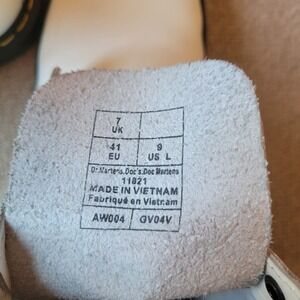 7
UK
41 9
EU US L
Dr.Martens,Doc's,Doc Martens
11821
MADE IN VIETNAM
Fabriqué en Vietnam
AW004 GV04V